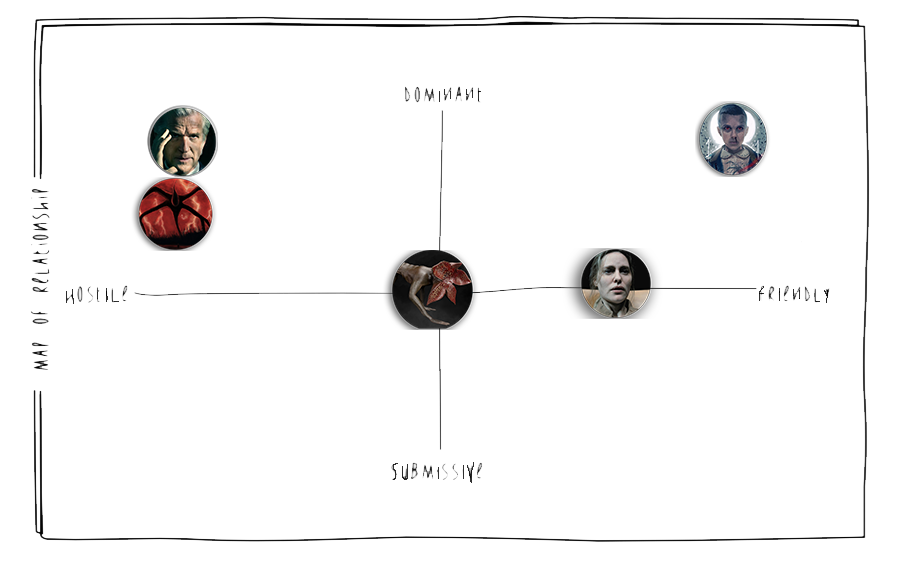 DOMINANT
MAP OF RELATIONSHIP
HOSTILE
FRIENDLY
SUBMISSIVE